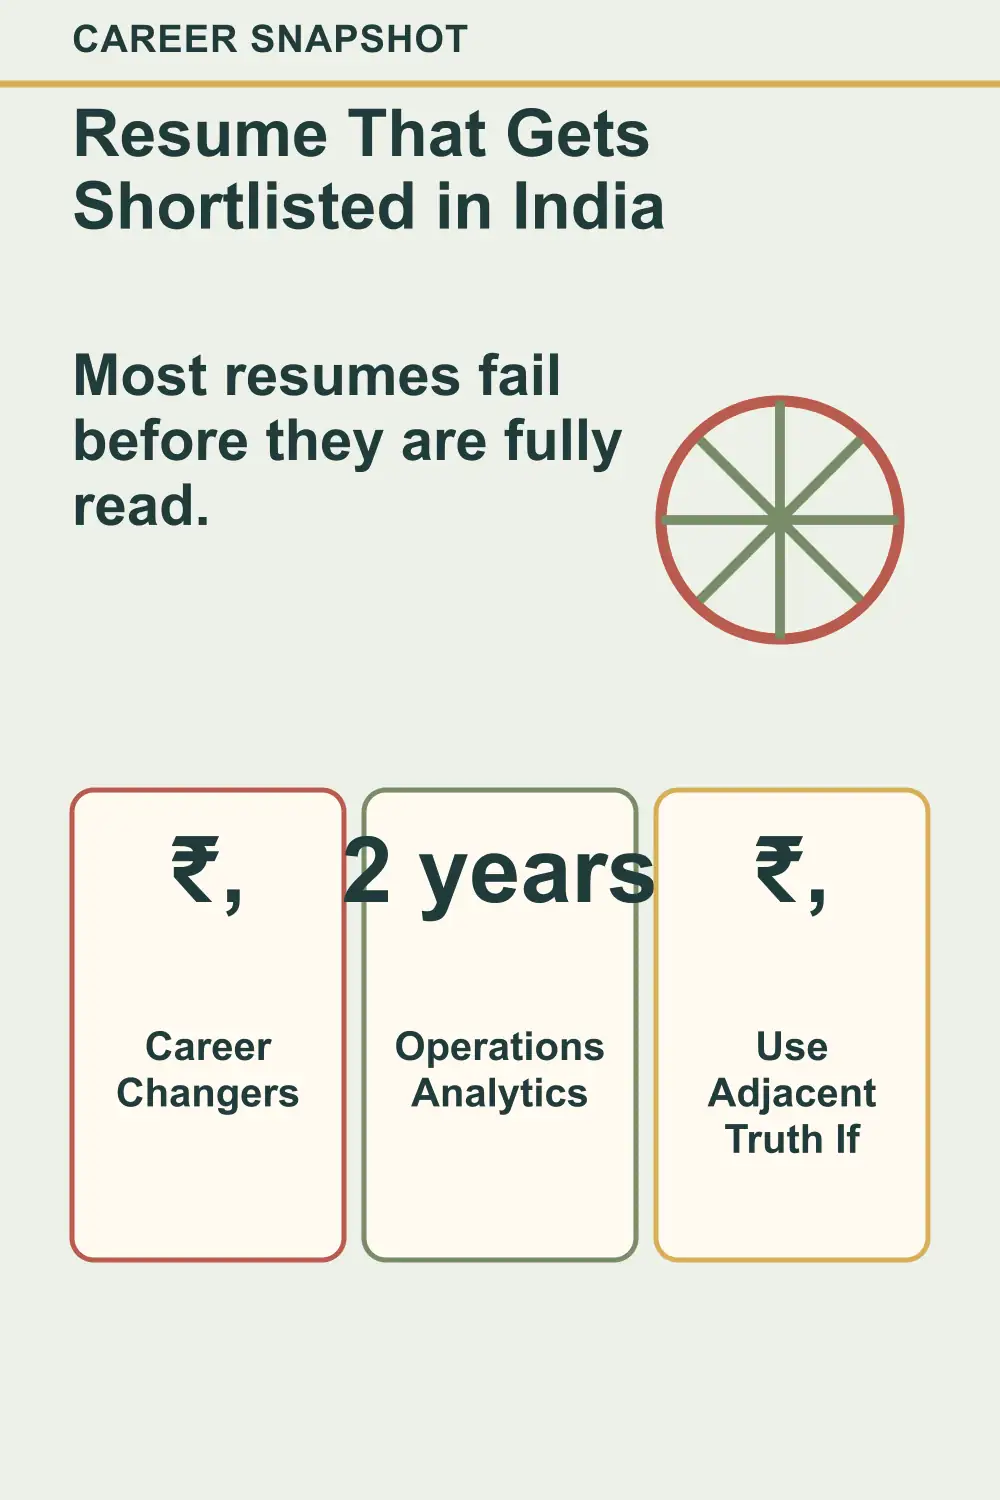 CAREER SNAPSHOT
Resume That Gets
Shortlisted in India
Most resumes fail
before they are fully
read.
₹,
Career
Changers
2 years
Operations
Analytics
₹,
Use
Adjacent
Truth If